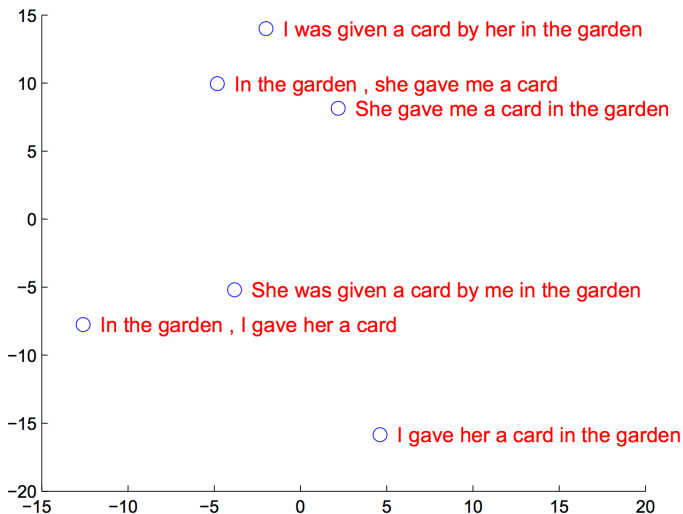 15
I was given a card by her in the garden
10
In the garden , she gave me a card
She gave me a card in the garden
5
0
−5
She was given a card by me in the garden
In the garden , I gave her a card
−10
−15
I gave her a card in the garden
−20
−15 −10 −5 0 5 10 15 20